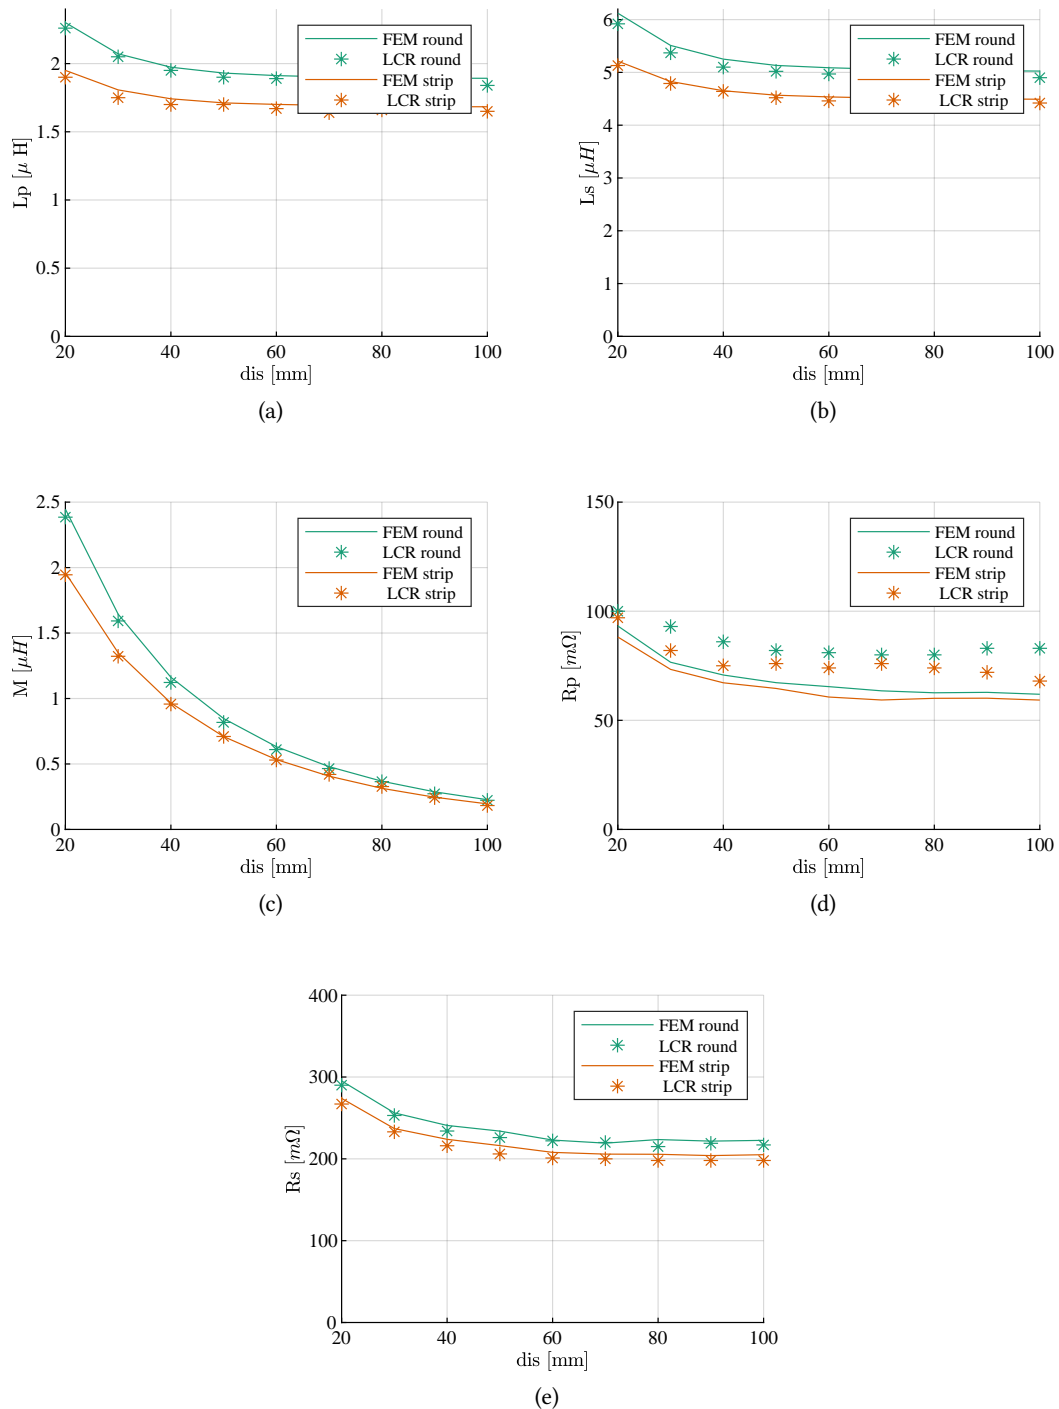 FEM round
LCR round
FEM strip
LCR strip
2
1.5
1
0.5
0
20 40 60 80 100
Lp [μ H]
dis [mm]
(a)
FEM round
LCR round
FEM strip
LCR strip
6
5
4
3
2
1
0
20 40 60 80 100
Ls [μH]
dis [mm]
(b)
FEM round
LCR round
FEM strip
LCR strip
2.5
2
1.5
1
0.5
0
20 40 60 80 100
M [μH]
dis [mm]
(c)
FEM round
LCR round
FEM strip
LCR strip
150
100
50
0
20 40 60 80 100
Rp [mΩ]
dis [mm]
(d)
FEM round
LCR round
FEM strip
LCR strip
400
300
200
100
0
20 40 60 80 100
Rs [mΩ]
dis [mm]
(e)